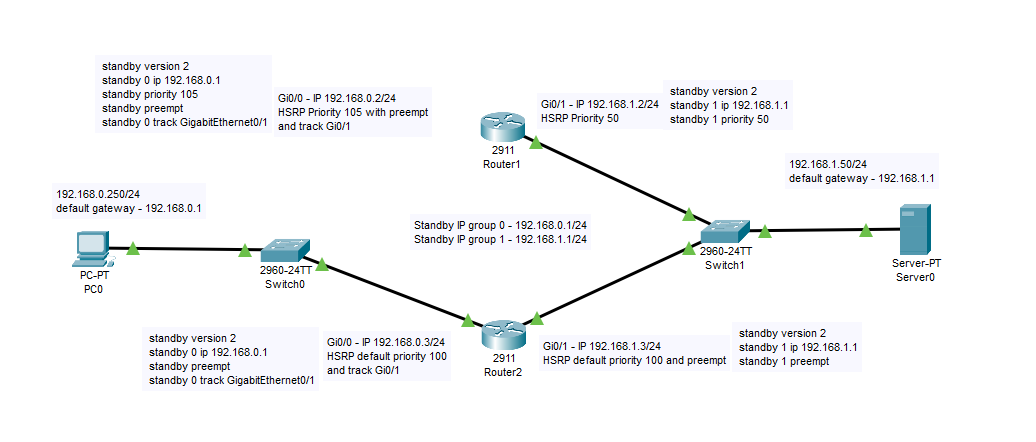 standby version 2
standby 0 ip 192.168.0.1
standby priority 105
standby preempt
standby 0 track GigabitEthernet0/1
Gi0/0 - IP 192.168.0.2/24
HSRP Priority 105 with preempt
and track Gi0/1
Gi0/1 - IP 192.168.1.2/24
HSRP Priority 50
standby version 2
standby 1 ip 192.168.1.1
standby 1 priority 50
2911
Router1
192.168.1.50/24
default gateway - 192.168.1.1
192.168.0.250/24
default gateway - 192.168.0.1
Standby IP group 0 - 192.168.0.1/24
Standby IP group 1 - 192.168.1.1/24
PC-PT
PC0
2960-24TT
Switch0
2960-24TT
Switch1
Server-PT
Server0
standby version 2
standby 0 ip 192.168.0.1
standby preempt
standby 0 track GigabitEthernet0/1
Gi0/0 - IP 192.168.0.3/24
HSRP default priority 100
and track Gi0/1
2911
Router2
Gi0/1 - IP 192.168.1.3/24
HSRP default priority 100 and preempt
standby version 2
standby 1 ip 192.168.1.1
standby 1 preempt